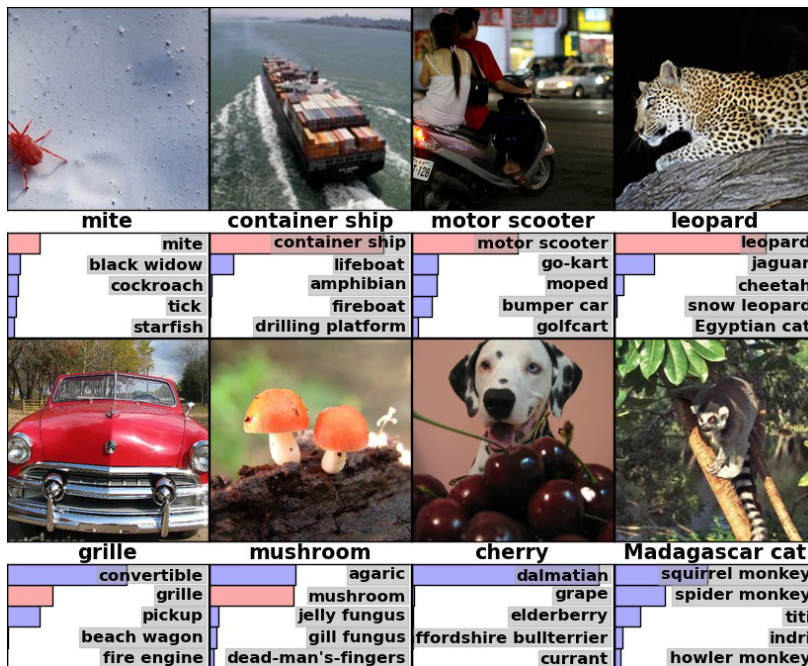 mite
container ship
motor scooter
leopard
mite
black widow
cockroach
tick
starfish
container ship
lifeboat
amphibian
fireboat
drilling platform
motor scooter
go-kart
moped
bumper car
golfcart
leopard
jaguar
cheetah
snow leopard
Egyptian cat
grille
mushroom
cherry
Madagascar cat
convertible
grille
pickup
beach wagon
fire engine
agaric
mushroom
jelly fungus
gill fungus
dead-man's-fingers
dalmatian
grape
elderberry
ffordshire bullterrier
currant
squirrel monkey
spider monkey
titi
indri
howler monkey